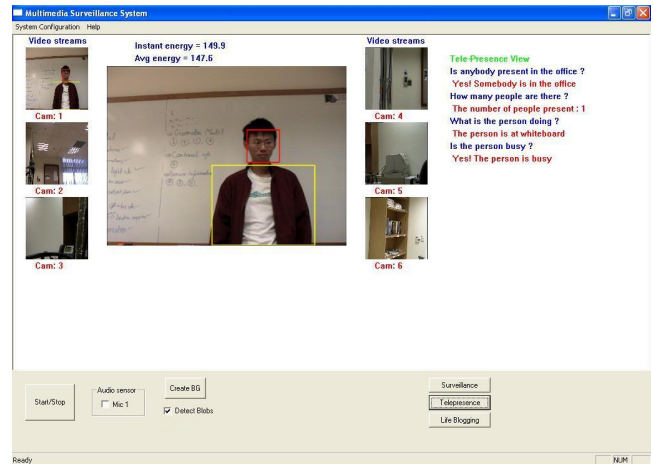 Multimedia Surveillance System
System Configuration Help
Video streams
Instant energy = 149.9
Avg energy = 147.6
Cam: 1
Cam: 2
Cam: 3
Video streams
Cam: 4
Cam: 5
Cam: 6
Tele-Presence View
Is anybody present in the office ?
Yes! Somebody is in the office
How many people are there ?
The number of people present : 1
What is the person doing ?
The person is at whiteboard
Is the person busy ?
Yes! The person is busy
Start/Stop
Audio sensor
Mic 1
Create BG
Detect Blobs
Surveillance
Telepresence
Life Blogging
Ready
NUM